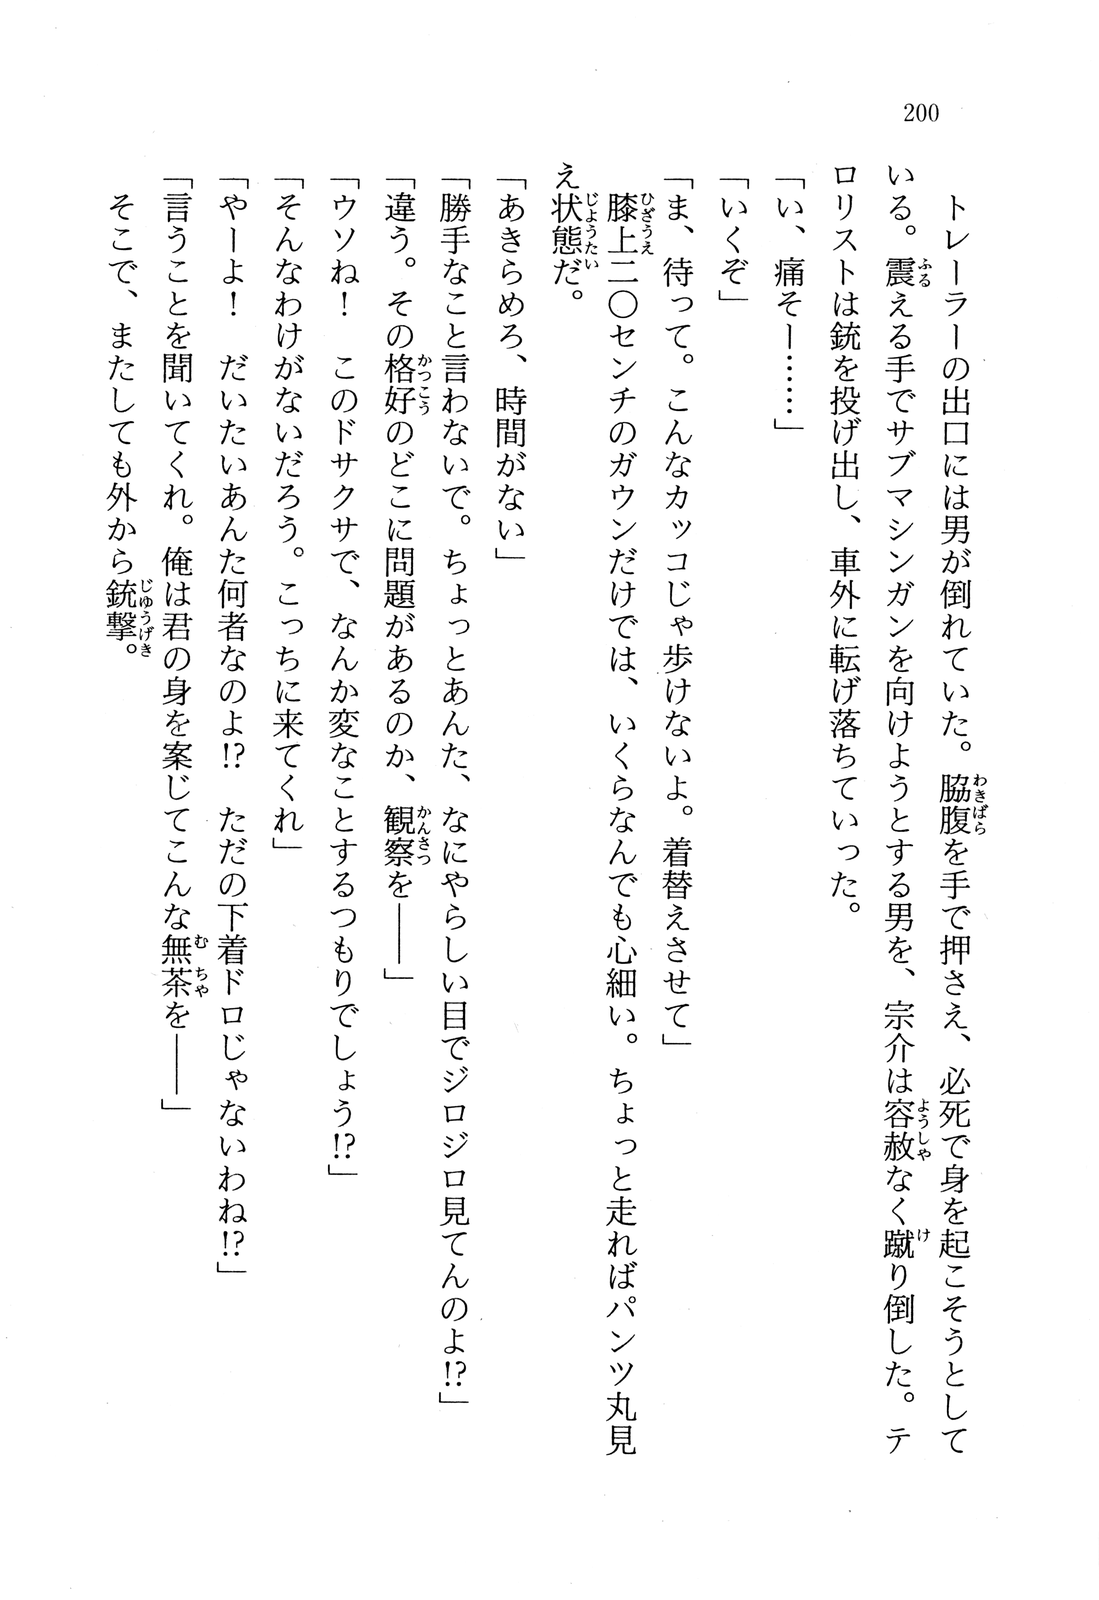 200
トレーラーの出口には男が倒れていた。脇腹を手で押さえ、必死で身を起こそうとして
いる。震える手でサブマシンガンを向けようとする男を、宗介は容赦なく蹴り倒した。テ
ロリストは銃を投げ出し、車外に転げ落ちていった。
「い、痛そー……」
「いくぞ」
「ま、待って。こんなカッコじゃ歩けないよ。着替えさせて」
膝上二〇センチのガウンだけでは、いくらなんでも心細い。ちょっと走ればパンツ丸見
え状態だ。
「あきらめろ、時間がない」
「勝手なこと言わないで。ちょっとあんた、なにやらしい目でジロジロ見てんのよ!?」
「違う。その格好のどこに問題があるのか、観察を――」
「ウソね！　このドサクサで、なんか変なことするつもりでしょう!?」
「そんなわけがないだろう。こっちに来てくれ」
「やーよ！　だいたいあんた何者なのよ!?　ただの下着ドロじゃないわね!?」
「言うことを聞いてくれ。俺は君の身を案じてこんな無茶を――」
そこで、またしても外から銃撃。